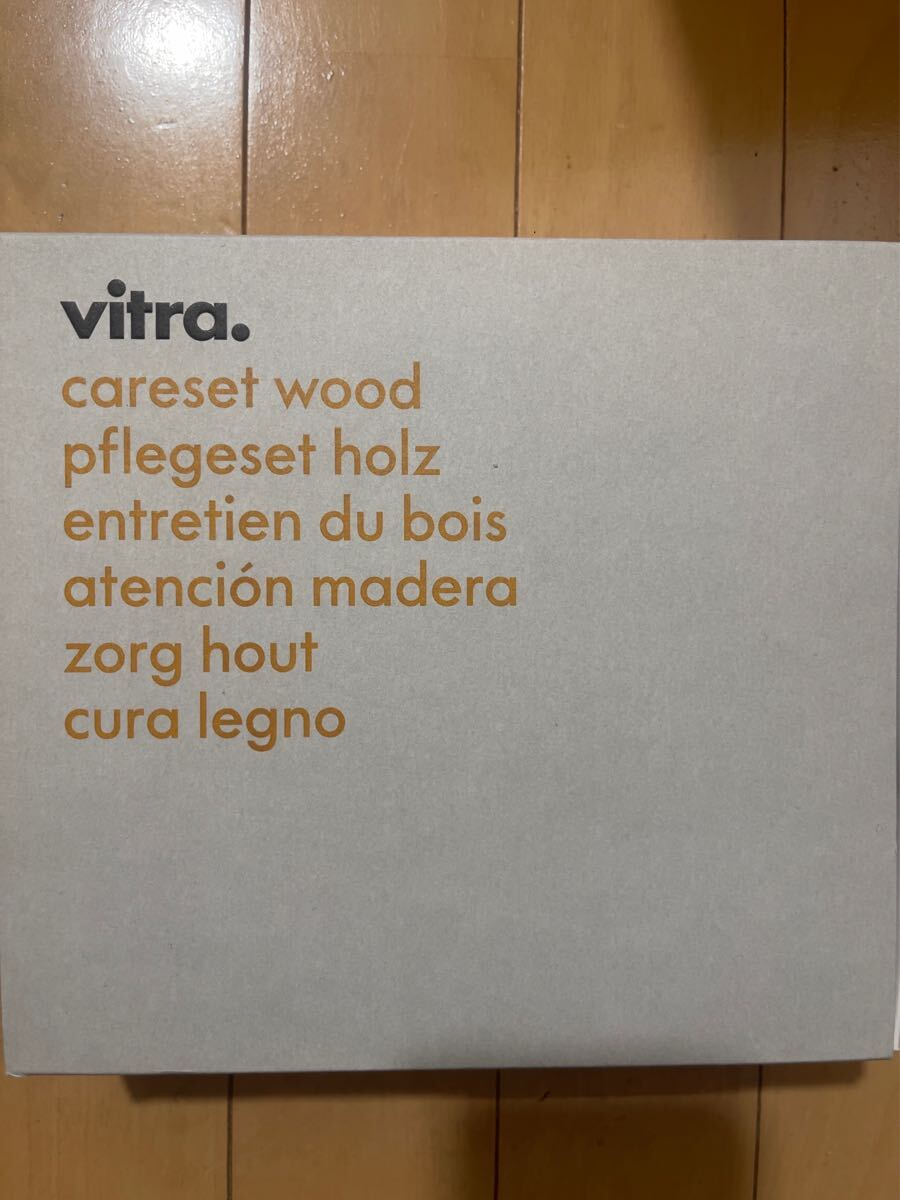 vitra.
careset wood
pflegeset holz
entretien du bois
atención madera
zorg hout
cura legno